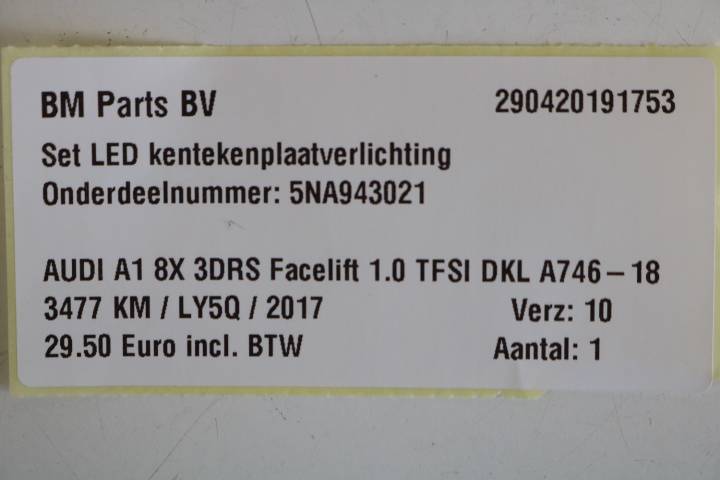 BM Parts BV 290420191753
Set LED kentekenplaatverlichting
Onderdeelnummer: 5NA943021
AUDI A1 8X 3DRS Facelift 1.0 TFSI DKL A746-18
3477 KM / LY5Q / 2017 Verz: 10
29.50 Euro incl. BTW Aantal: 1